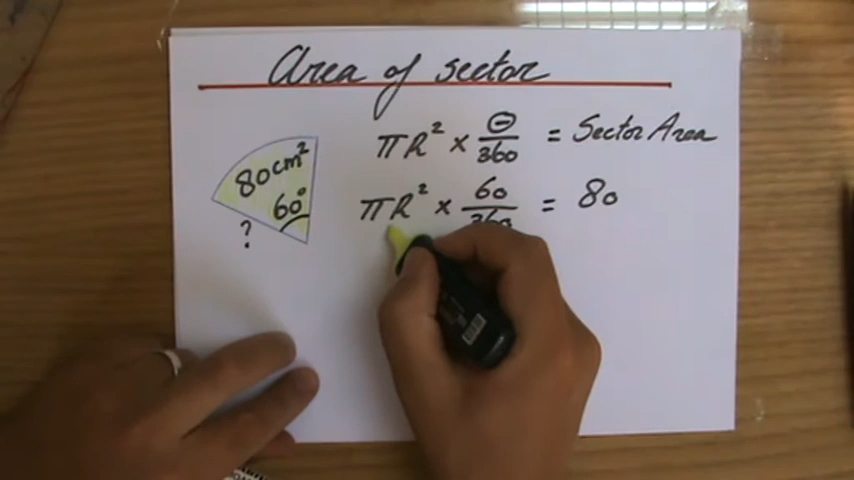 Area of sector
πR² × Θ/360 = Sector Area
80cm²
60°
?
πR² × 60/360 = 80